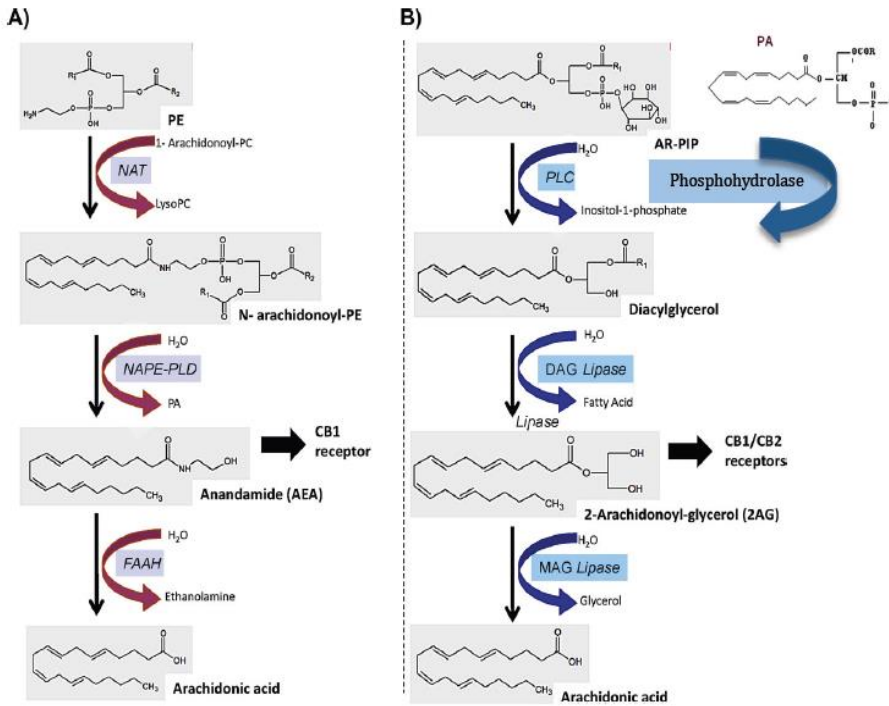 A)
PE
1- Arachidonoyl-PC
NAT
LysoPC
N- arachidonoyl-PE
H₂O
NAPE-PLD
PA
CB1
receptor
Anandamide (AEA)
H₂O
FAAH
Ethanolamine
Arachidonic acid
B)
PA
AR-PIP
H₂O
PLC
Inositol-1-phosphate
Phosphohydrolase
Diacylglycerol
H₂O
DAG Lipase
Fatty Acid
Lipase
CB1/CB2
receptors
2-Arachidonoyl-glycerol (2AG)
H₂O
MAG Lipase
Glycerol
Arachidonic acid